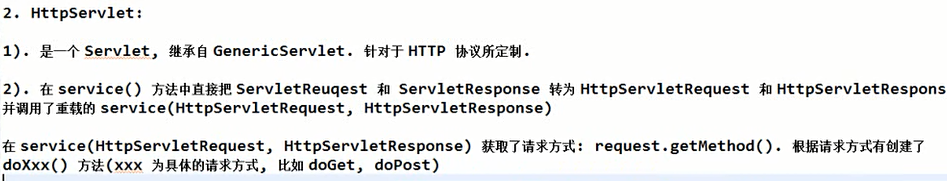 2. HttpServlet:
1). 是一个 Servlet, 继承自 GenericServlet. 针对于 HTTP 协议所定制.
2). 在 service() 方法中直接把 ServletReuqest 和 ServletResponse 转为 HttpServletRequest 和 HttpServletRespons
并调用了重载的 service(HttpServletRequest, HttpServletResponse)
在 service(HttpServletRequest, HttpServletResponse) 获取了请求方式: request.getMethod(). 根据请求方式有创建了
doXxx() 方法(xxx 为具体的请求方式, 比如 doGet, doPost)